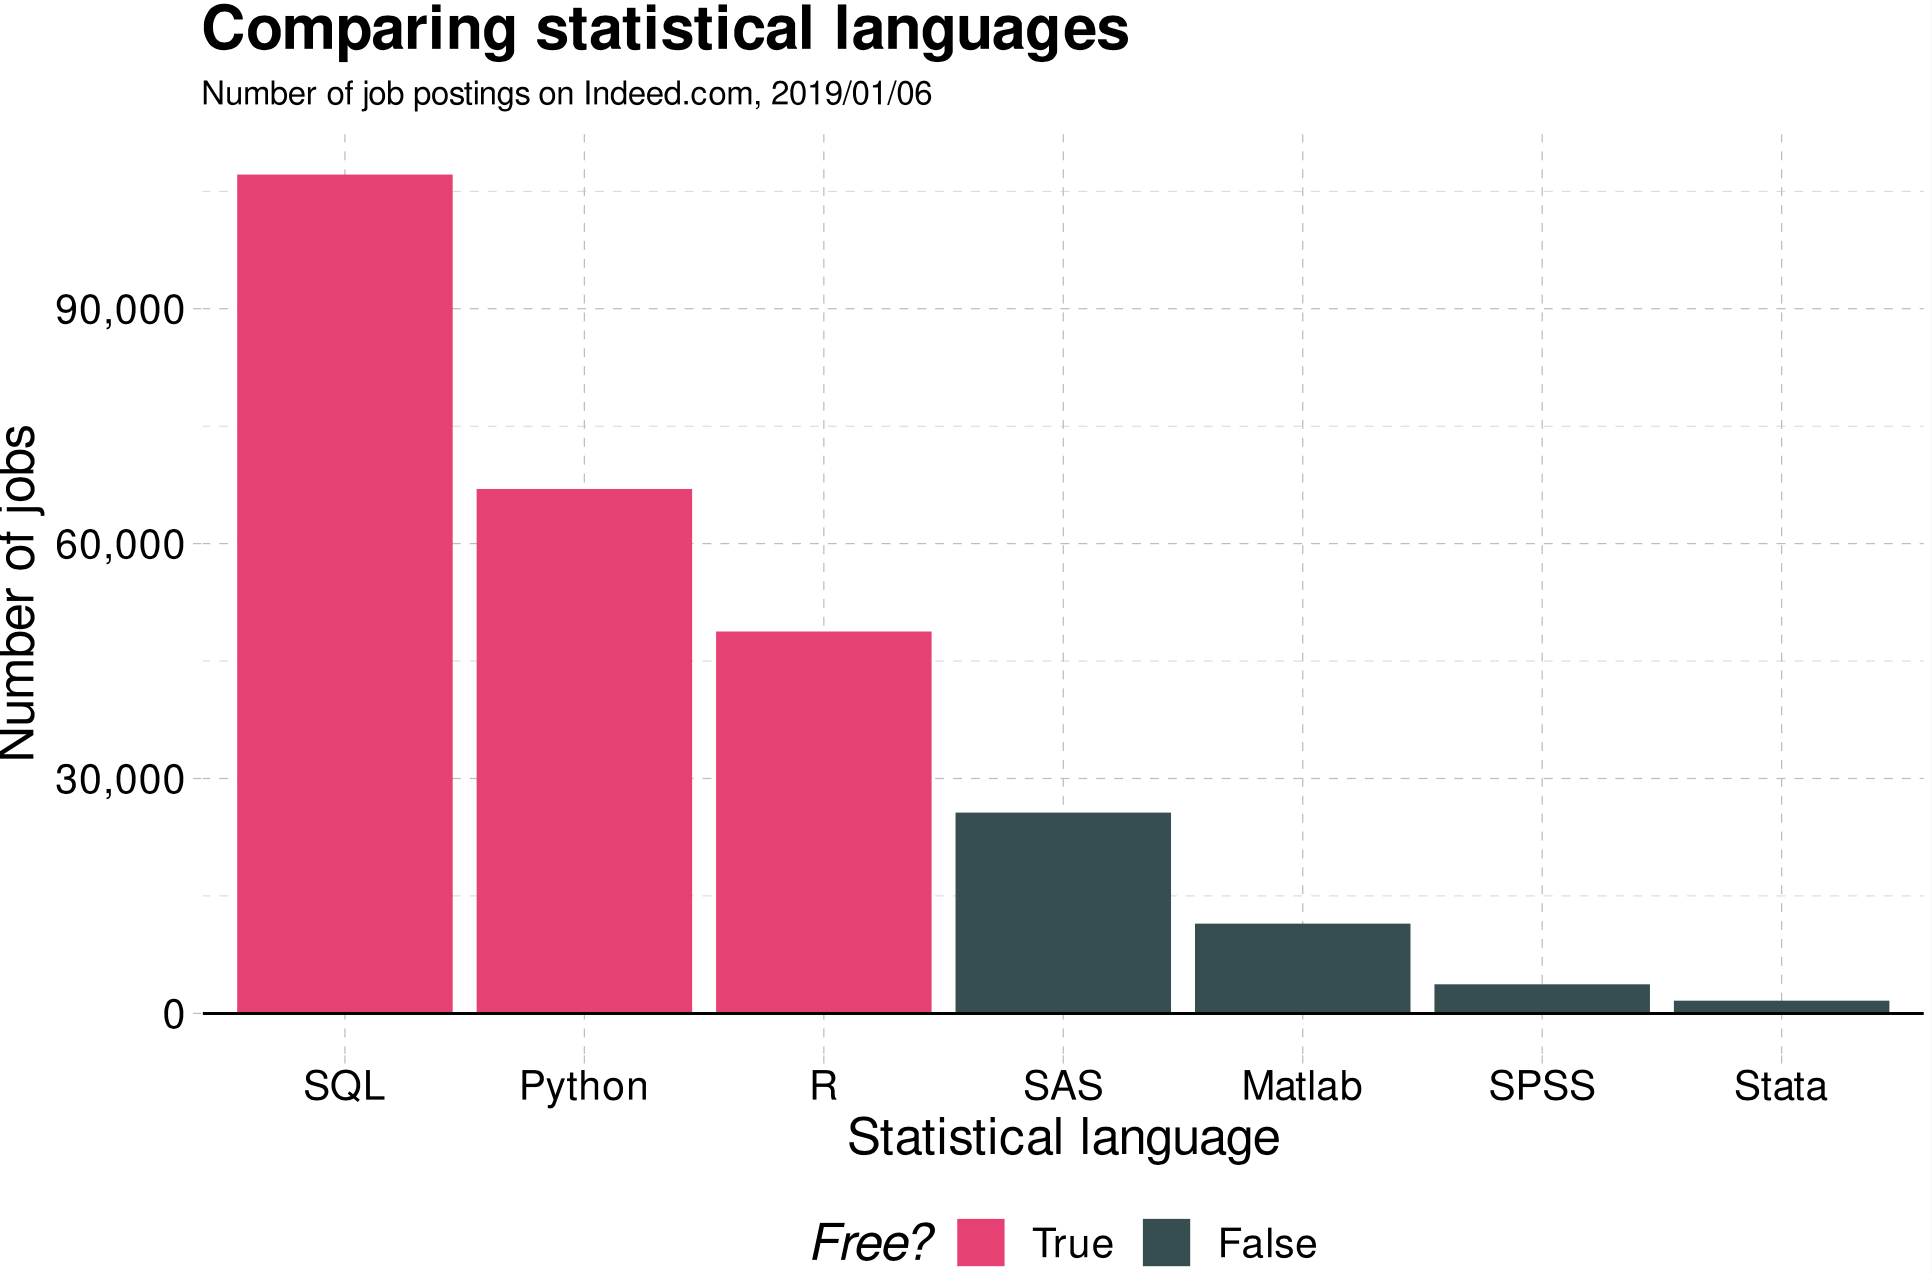 Comparing statistical languages
Number of job postings on Indeed.com, 2019/01/06
Number of jobs
90,000
60,000
30,000
0
SQL Python R SAS Matlab SPSS Stata
Statistical language
Free? True False